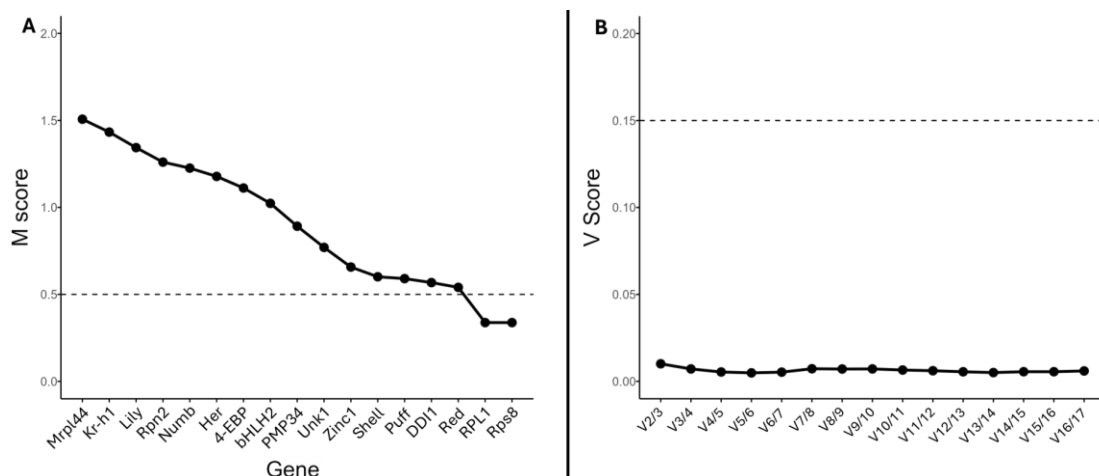 A
2.0
1.5
1.0
0.5
0.0
M score
Mrpl44
Kr-h1
Lily
Rpn2
Numb
Her
4-EBP
bHLH2
PMP34
Unk1
Zinc1
Shell
Puff
DDI1
Red
RPL1
Rps8
Gene
B
0.20
0.15
0.10
0.05
0.00
V Score
V2/3
V3/4
V4/5
V5/6
V6/7
V7/8
V8/9
V9/10
V10/11
V11/12
V12/13
V13/14
V14/15
V15/16
V16/17